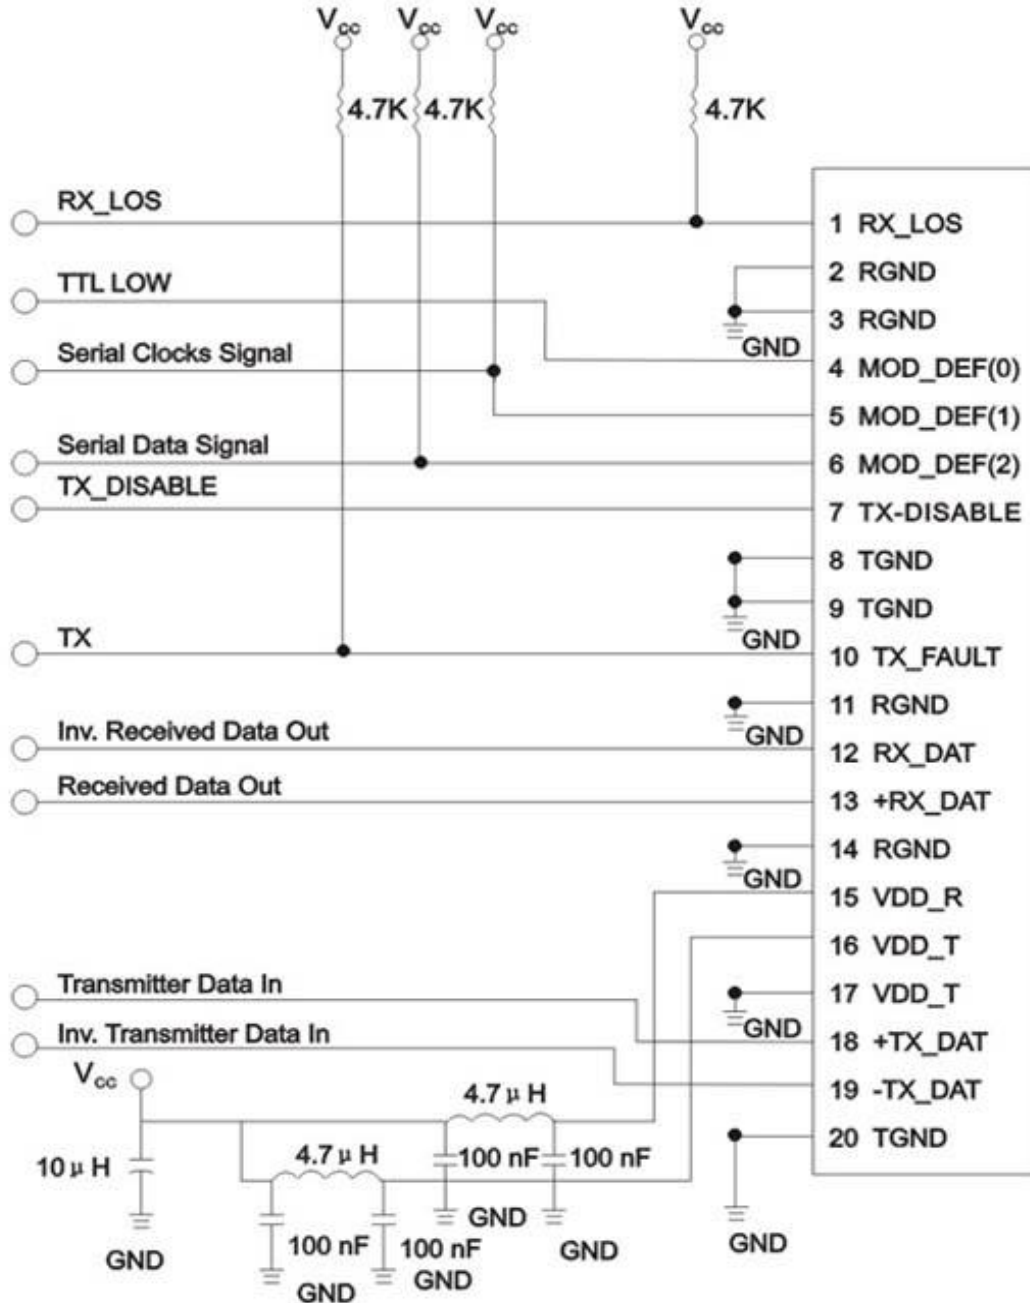 Vcc Vcc Vcc Vcc
4.7K 4.7K 4.7K
RX_LOS
1 RX_LOS
TTL LOW
2 RGND
3 RGND
GND
Serial Clocks Signal
4 MOD_DEF(0)
5 MOD_DEF(1)
Serial Data Signal
6 MOD_DEF(2)
TX_DISABLE
7 TX-DISABLE
8 TGND
9 TGND
GND
TX
10 TX_FAULT
11 RGND
GND
Inv. Received Data Out
12 RX_DAT
Received Data Out
13 +RX_DAT
14 RGND
GND
15 VDD_R
16 VDD_T
Transmitter Data In
17 VDD_T
GND
Inv. Transmitter Data In
18 +TX_DAT
Vcc
19 -TX_DAT
4.7 μ H
20 TGND
10 μ H
4.7 μ H
100 nF 100 nF
GND
GND
GND
GND
100 nF 100 nF
GND
GND